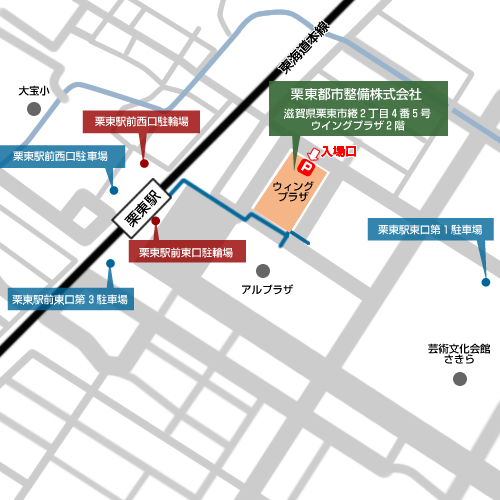 東海道本線
大宝小
栗東都市整備株式会社
滋賀県栗東市綣2丁目4番5号
ウイングプラザ2階
栗東駅前西口駐輪場
栗東駅前西口駐車場
入場口
P
ウィング
プラザ
栗東駅
栗東駅東口第1駐車場
栗東駅前東口駐輪場
アルプラザ
栗東駅前東口第3駐車場
芸術文化会館
さきら